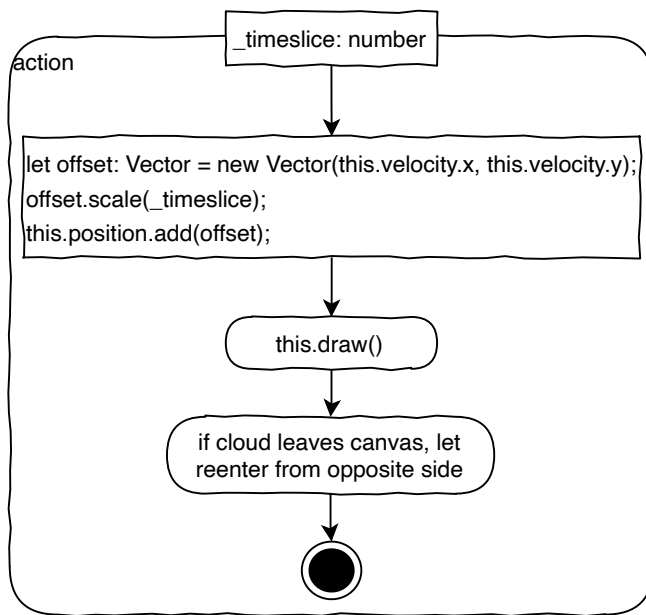 _timeslice: number
action
let offset: Vector = new Vector(this.velocity.x, this.velocity.y);
offset.scale(_timeslice);
this.position.add(offset);
this.draw()
if cloud leaves canvas, let
reenter from opposite side